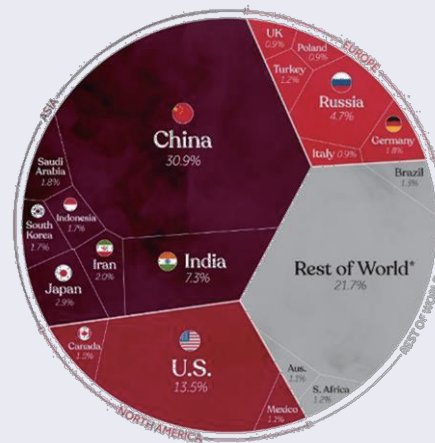 UK
0.9%
Poland
0.9%
EUROPE
Turkey
1.2%
Russia
4.7%
Germany
1.8%
Italy 0.9%
ASIA
China
30.9%
Saudi
Arabia
1.8%
Indonesia
1.7%
South
Korea
1.7%
Iran
2.0%
India
7.3%
Japan
2.9%
Brazil
1.3%
Rest of World*
21.7%
REST OF WORLD
Canada
U.S.
13.5%
Aus.
1.1%
S. Africa
1.2%
Mexico
1.1%
NORTH AMERICA